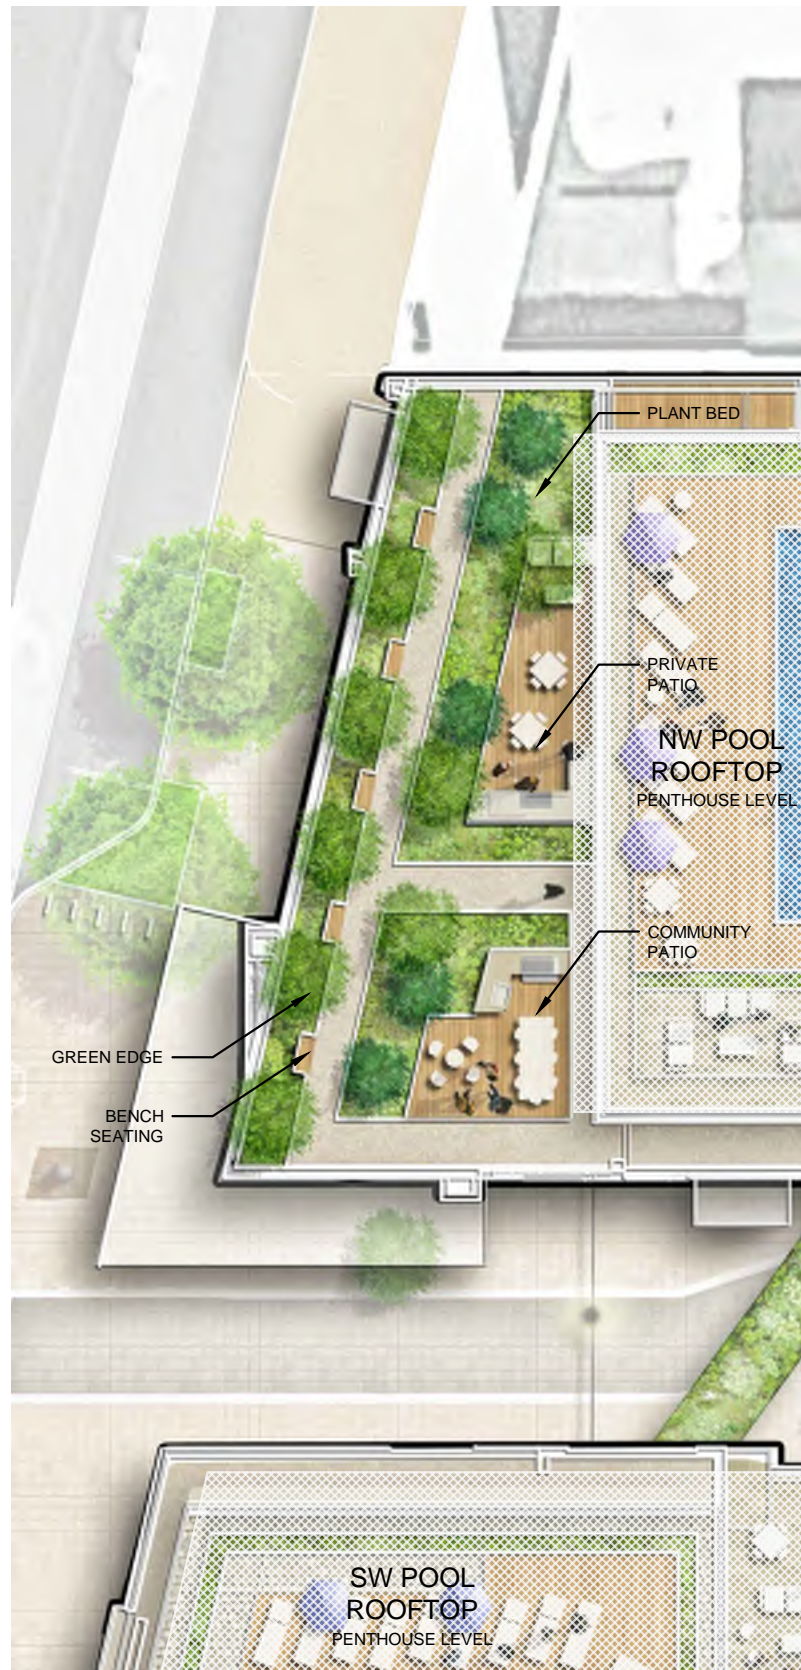 PLANT BED
PRIVATE
PATIO
NW POOL
ROOFTOP
PENTHOUSE LEVEL
COMMUNITY
PATIO
GREEN EDGE
BENCH
SEATING
SW POOL
ROOFTOP
PENTHOUSE LEVEL